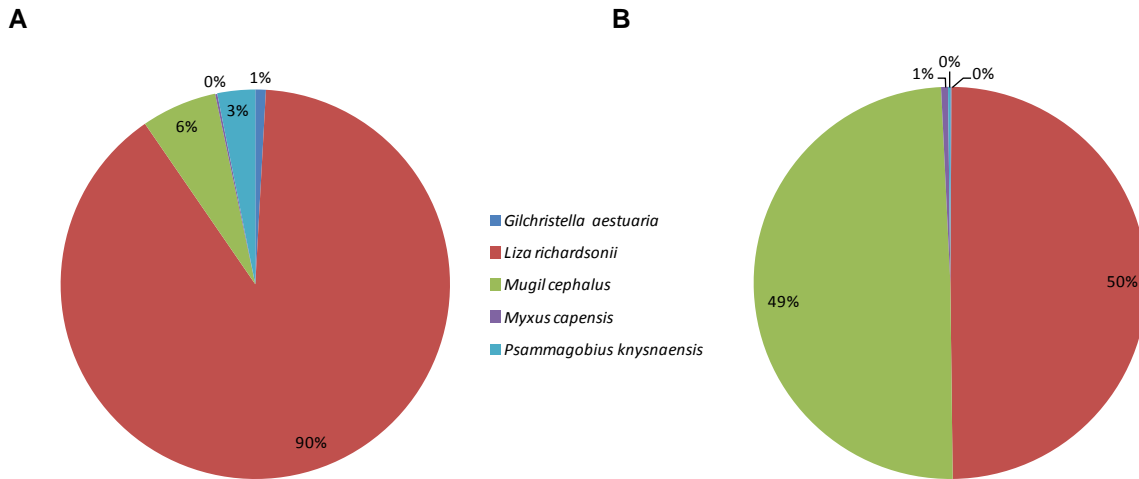 A
B
0%
1%
3%
6%
90%
Gilchristella aestuaria
Liza richardsonii
Mugil cephalus
Myxus capensis
Psammagobius knysnaensis
0%
1%
0%
50%
49%